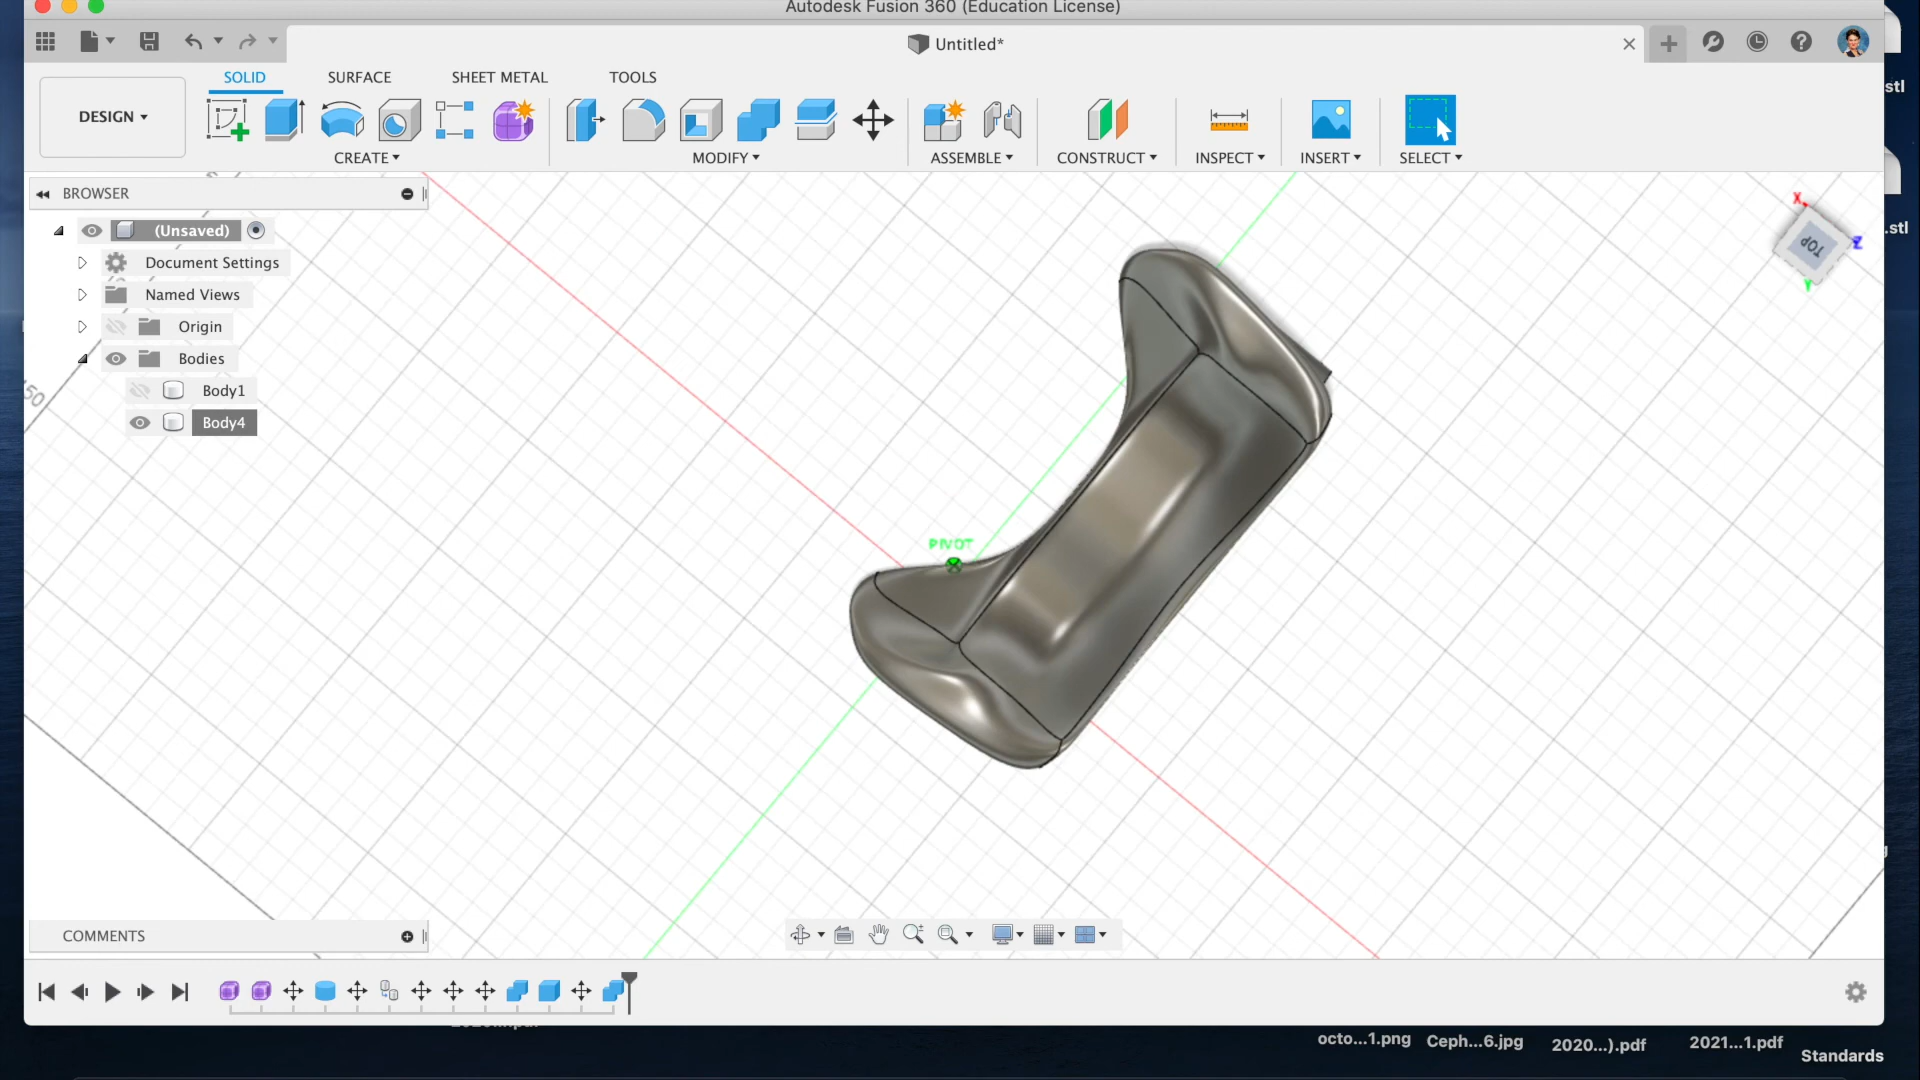 Autodesk Fusion 360 (Education License)
Untitled*
stl
DESIGN
SOLID
SURFACE
SHEET METAL
TOOLS
CREATE
MODIFY
ASSEMBLE
CONSTRUCT
INSPECT
INSERT
SELECT
BROWSER
(Unsaved)
Document Settings
Named Views
Origin
Bodies
Body1
Body4
50
X
TOP
Z
Y
.stl
PIVOT
COMMENTS
octo...1.png
Ceph...6.jpg
2020...).pdf
2021...1.pdf
Standards